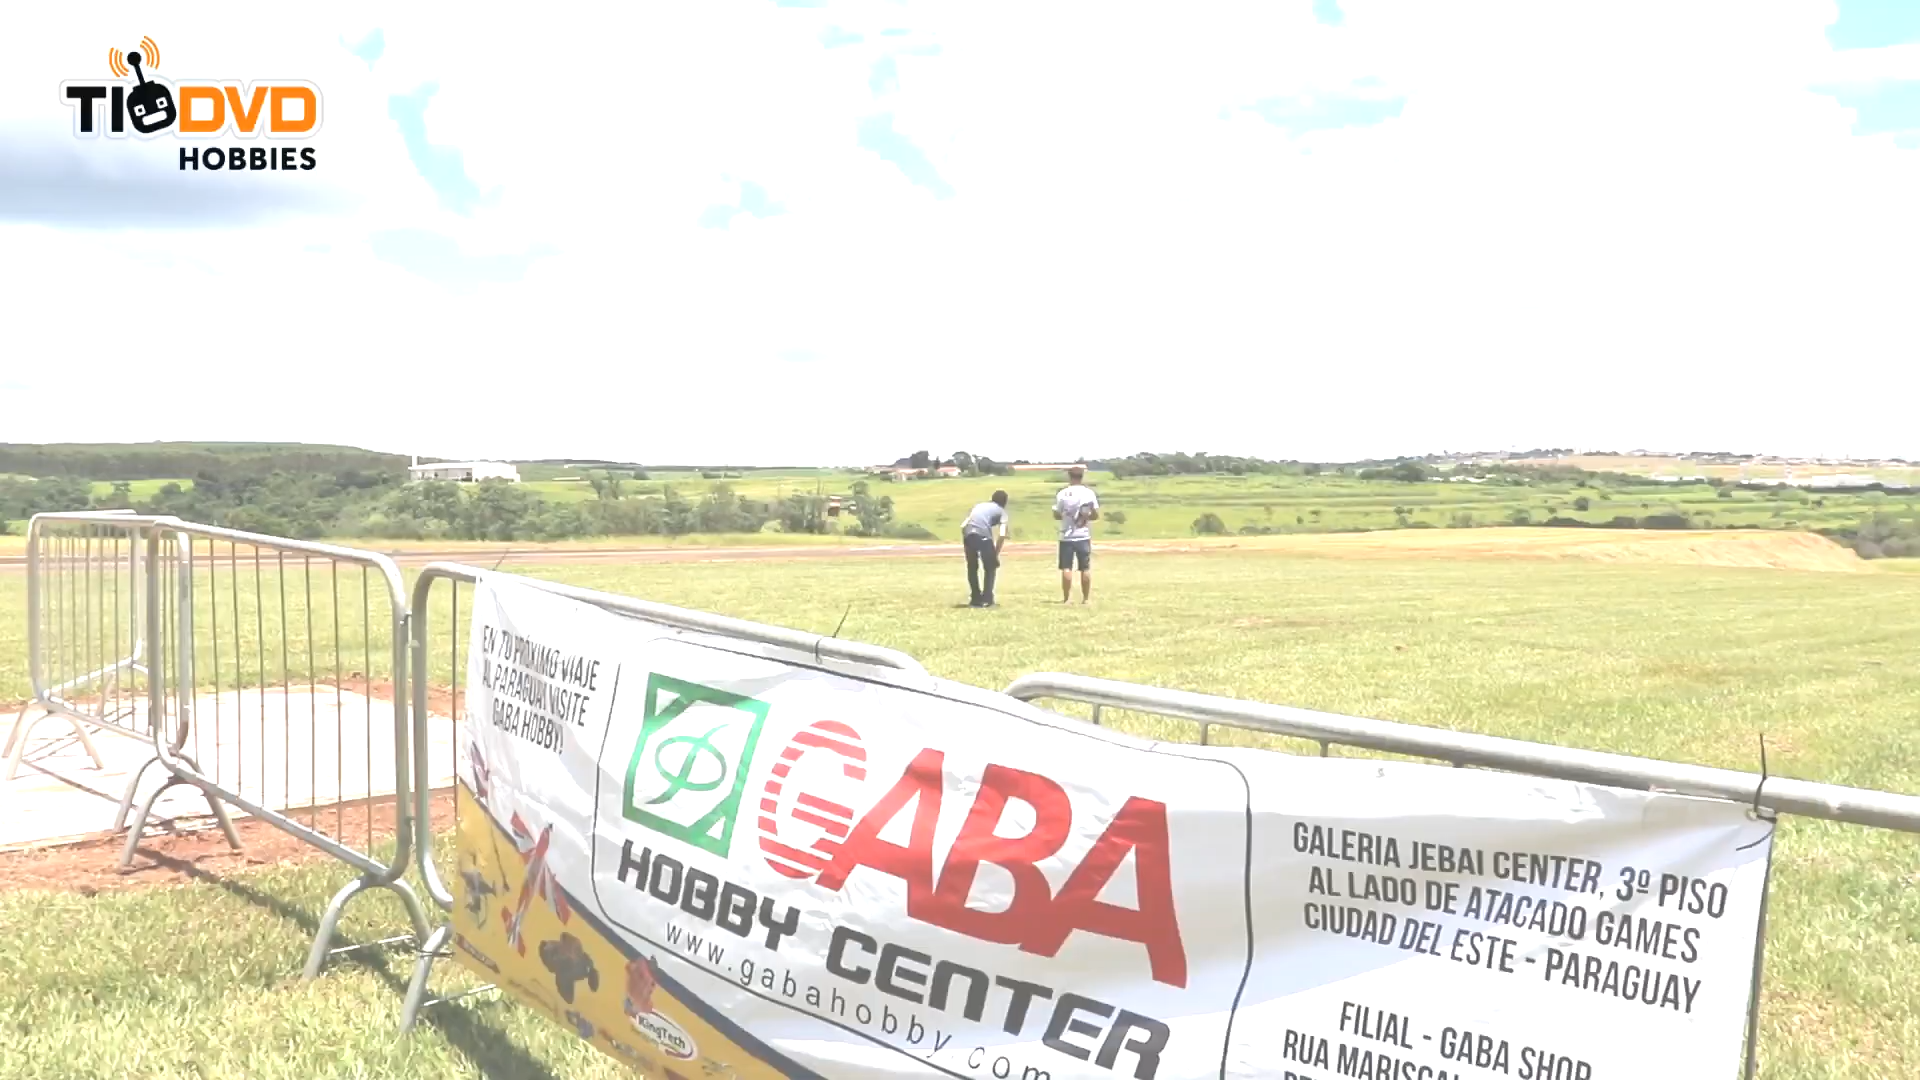 TIODVD
HOBBIES
EN TU PRÓXIMO VIAJE
AL PARAGUAI VISITE
GABA HOBBY!
GABA
HOBBY CENTER
www.gabahobby.com
KingTech
GALERIA JEBAI CENTER, 3º PISO
AL LADO DE ATACADO GAMES
CIUDAD DEL ESTE - PARAGUAY
FILIAL - GABA SHOP
RUA MARISCAL